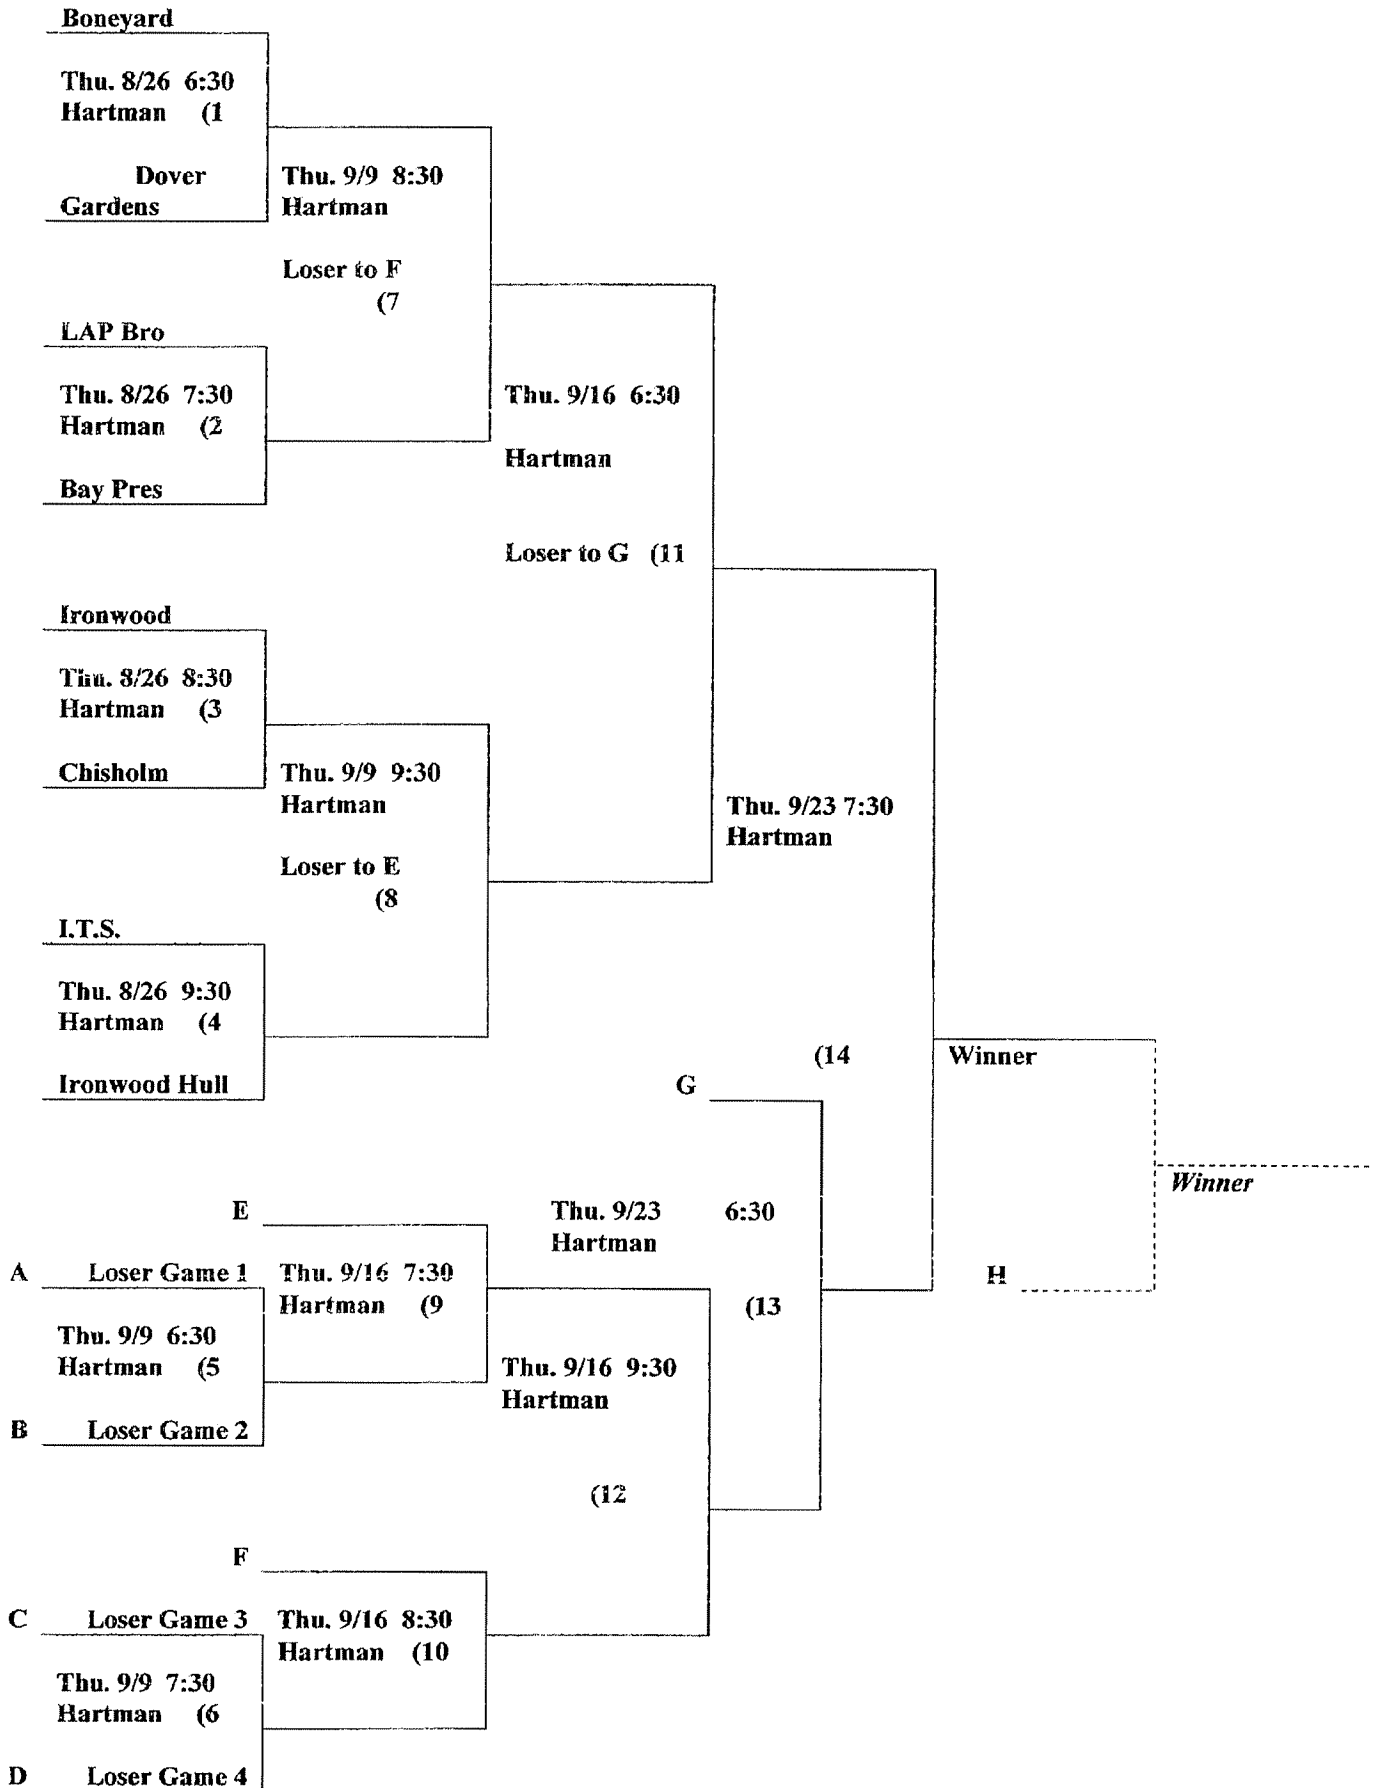 Boneyard
Thu. 8/26 6:30
Hartman (1
Dover
Gardens
Thu. 9/9 8:30
Hartman
Loser to F
(7
LAP Bro
Thu. 8/26 7:30
Hartman (2
Bay Pres
Thu. 9/16 6:30
Hartman
Loser to G (11
Ironwood
Thu. 8/26 8:30
Hartman (3
Chisholm
Thu. 9/9 9:30
Hartman
Loser to E
(8
Thu. 9/23 7:30
Hartman
I.T.S.
Thu. 8/26 9:30
Hartman (4
Ironwood Hull
(14
Winner
G
Winner
E
Thu. 9/23 6:30
Hartman
A Loser Game 1
Thu. 9/16 7:30
Hartman (9
H
(13
Thu. 9/9 6:30
Hartman (5
Thu. 9/16 9:30
Hartman
B Loser Game 2
(12
F
C Loser Game 3
Thu. 9/16 8:30
Hartman (10
Thu. 9/9 7:30
Hartman (6
D Loser Game 4